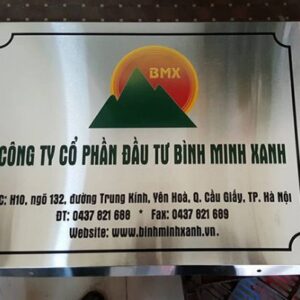 BMX
CÔNG TY CỔ PHẦN ĐẦU TƯ BÌNH MINH XANH
C: H10, ngõ 132, đường Trung Kính, Yên Hoà, Q. Cầu Giấy, TP. Hà Nội
ĐT: 0437 821 688 * Fax: 0437 821 689
Website: www.binhminhxanh.vn.